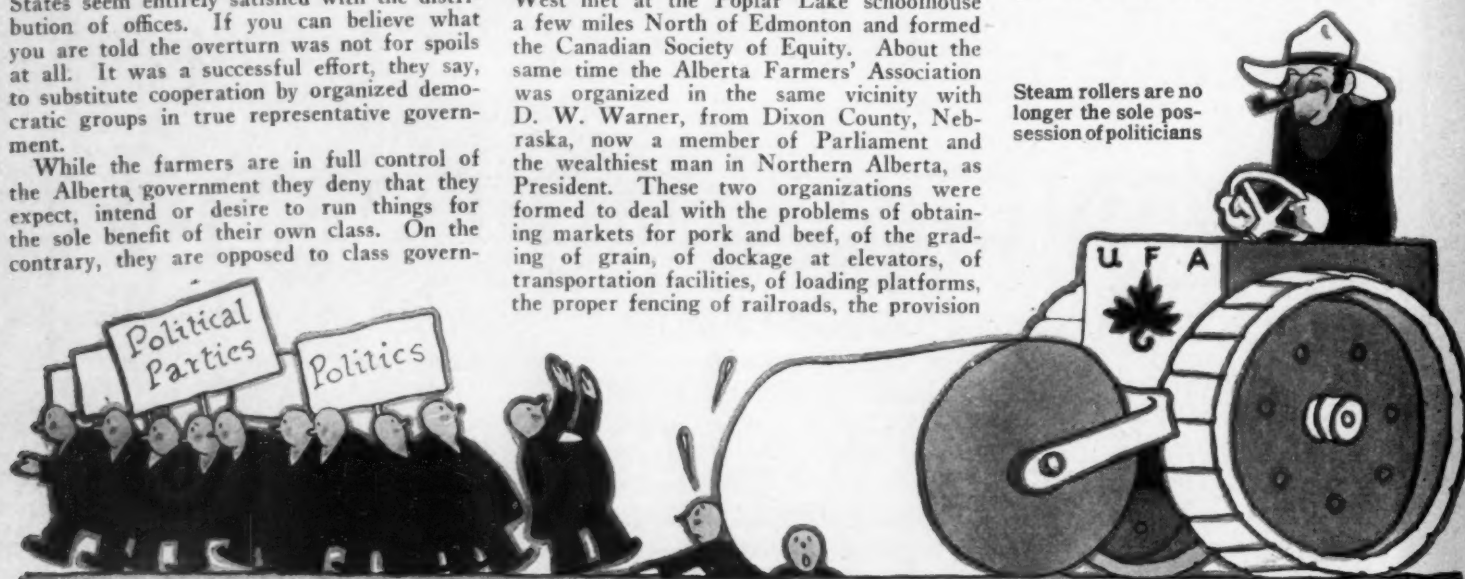 States seem entirely satisfied with the distri-
bution of offices. If you can believe what
you are told the overturn was not for spoils
at all. It was a successful effort, they say,
to substitute cooperation by organized demo-
cratic groups in true representative govern-
ment.
While the farmers are in full control of
the Alberta government they deny that they
expect, intend or desire to run things for
the sole benefit of their own class. On the
contrary, they are opposed to class govern-
West met at the Poplar Lake schoolhouse
a few miles North of Edmonton and formed
the Canadian Society of Equity. About the
same time the Alberta Farmers' Association
was organized in the same vicinity with
D. W. Warner, from Dixon County, Neb-
raska, now a member of Parliament and
the wealthiest man in Northern Alberta, as
President. These two organizations were
formed to deal with the problems of obtain-
ing markets for pork and beef, of the grad-
ing of grain, of dockage at elevators, of
transportation facilities, of loading platforms,
the proper fencing of railroads, the provision
Steam rollers are no
longer the sole pos-
session of politicians
Political
Parties
Politics
U F A